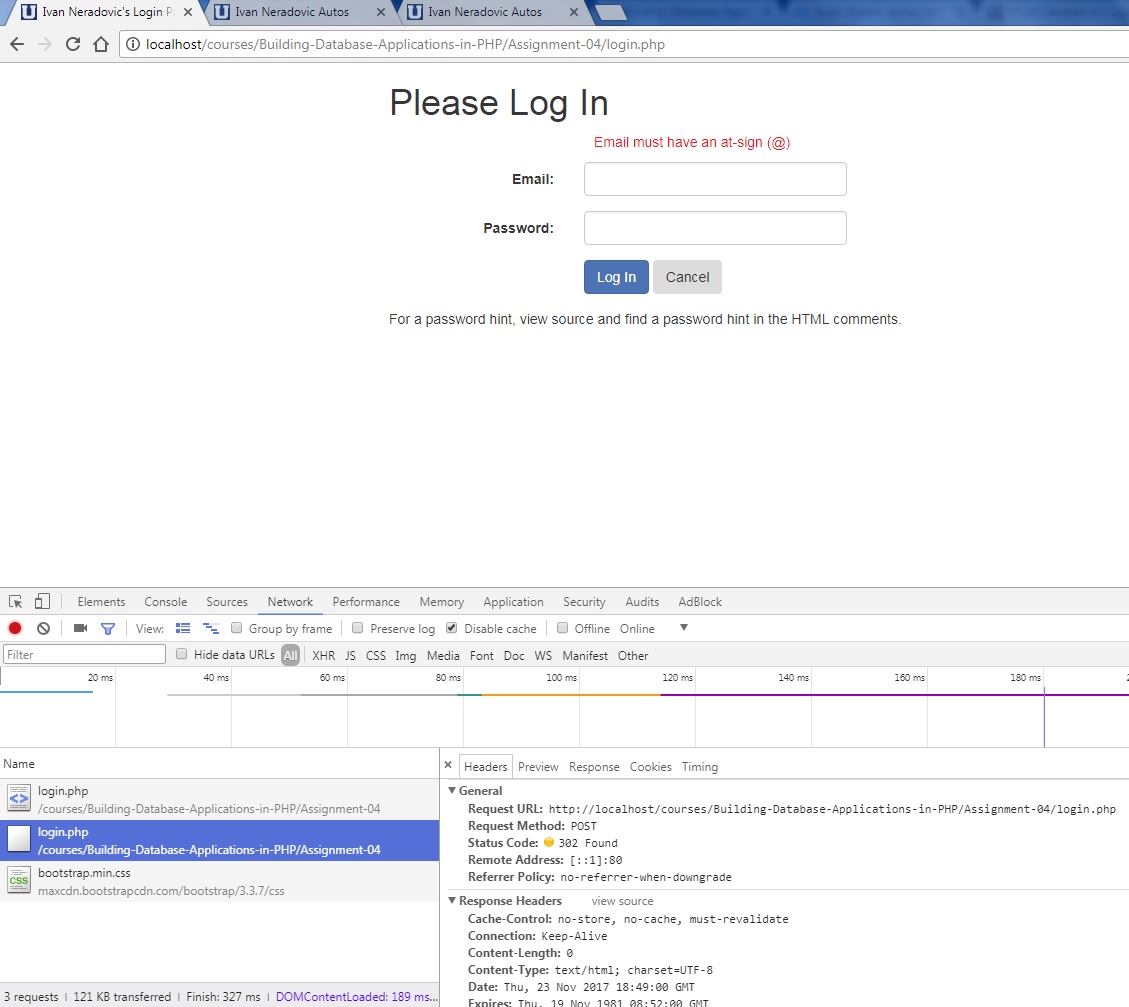 Ivan Neradovic's Login P
Ivan Neradovic Autos
Ivan Neradovic Autos
localhost/courses/Building-Database-Applications-in-PHP/Assignment-04/login.php
Please Log In
Email must have an at-sign (@)
Email:
Password:
Log In Cancel
For a password hint, view source and find a password hint in the HTML comments.
Elements Console Sources Network Performance Memory Application Security Audits AdBlock
View: Group by frame Preserve log Disable cache Offline Online
Filter Hide data URLs All XHR JS CSS Img Media Font Doc WS Manifest Other
20 ms 40 ms 60 ms 80 ms 100 ms 120 ms 140 ms 160 ms 180 ms 2
Name
login.php
/courses/Building-Database-Applications-in-PHP/Assignment-04
login.php
/courses/Building-Database-Applications-in-PHP/Assignment-04
bootstrap.min.css
maxcdn.bootstrapcdn.com/bootstrap/3.3.7/css
3 requests | 121 KB transferred | Finish: 327 ms | DOMContentLoaded: 189 ms...
× Headers Preview Response Cookies Timing
General
Request URL: http://localhost/courses/Building-Database-Applications-in-PHP/Assignment-04/login.php
Request Method: POST
Status Code: 302 Found
Remote Address: [::1]:80
Referrer Policy: no-referrer-when-downgrade
Response Headers view source
Cache-Control: no-store, no-cache, must-revalidate
Connection: Keep-Alive
Content-Length: 0
Content-Type: text/html; charset=UTF-8
Date: Thu, 23 Nov 2017 18:49:00 GMT
Expires: Thu, 19 Nov 1981 08:52:00 GMT